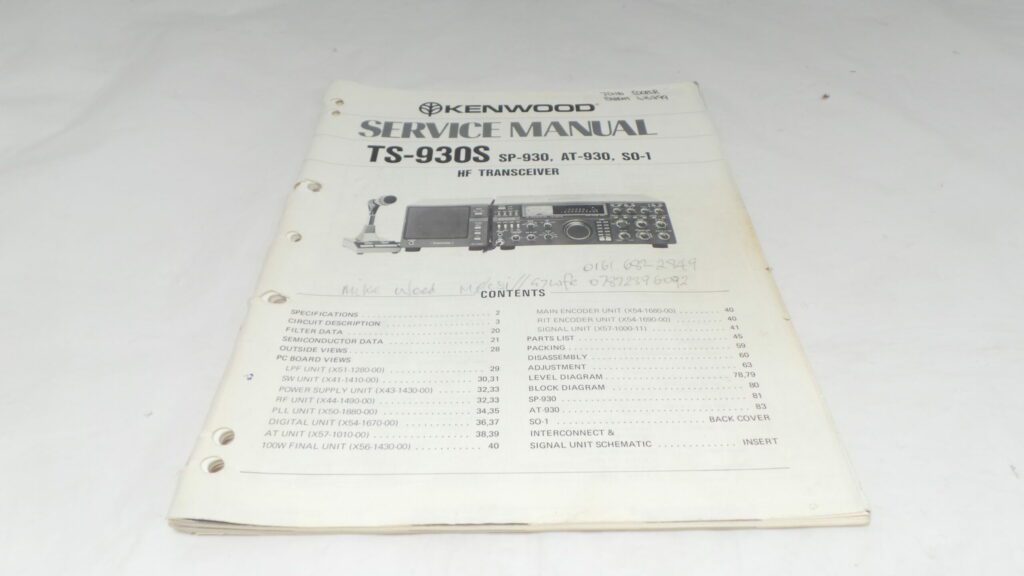 KENWOOD
SERVICE MANUAL
TS-930S SP-930, AT-930, SO-1
HF TRANSCEIVER
0161 682-2849
Mike Wood
CONTENTS
SPECIFICATIONS 2
CIRCUIT DESCRIPTION 3
FILTER DATA 20
SEMICONDUCTOR DATA 21
OUTSIDE VIEWS 28
PC BOARD VIEWS
LPF UNIT (X51-1280-00) 29
SW UNIT (X41-1410-00) 30,31
POWER SUPPLY UNIT (X43-1430-00) 32,33
RF UNIT (X44-1490-00) 32,33
PLL UNIT (X50-1880-00) 34,35
DIGITAL UNIT (X54-1670-00) 36,37
AT UNIT (X57-1010-00) 38,39
100W FINAL UNIT (X56-1430-00) 40
MAIN ENCODER UNIT (X54-1680-00) 40
RIT ENCODER UNIT (X54-1690-00) 40
SIGNAL UNIT (X57-1000-11) 41
PARTS LIST 45
PACKING 59
DISASSEMBLY 60
ADJUSTMENT 63
LEVEL DIAGRAM 78,79
BLOCK DIAGRAM 80
SP-930 81
AT-930 83
SO-1 BACK COVER
INTERCONNECT &
SIGNAL UNIT SCHEMATIC INSERT